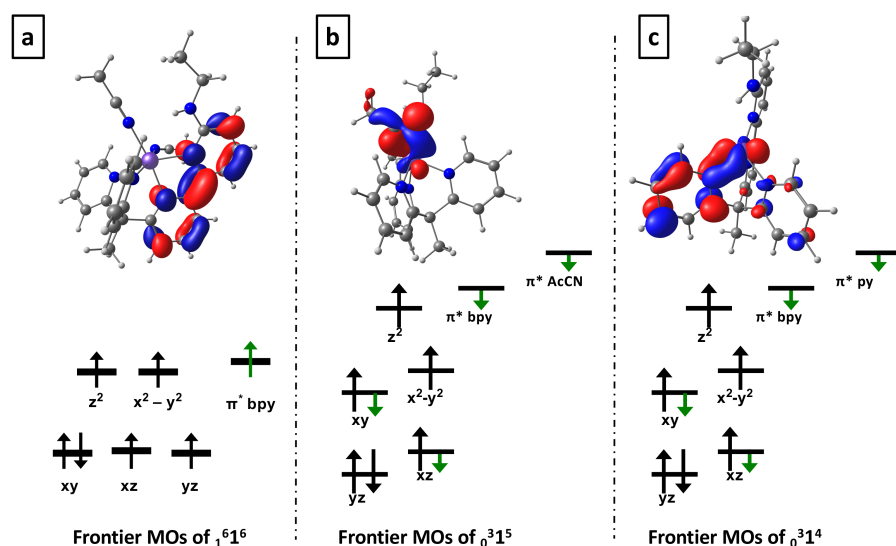 a
b
c
π* AcCN
π* py
z²
π* bpy
z²
π* bpy
z²
x² – y²
π* bpy
xy
x²-y²
xy
x²-y²
xy
xz
yz
yz
xz
yz
xz
Frontier MOs of ₁⁶1⁶
Frontier MOs of ₀³1⁵
Frontier MOs of ₀³1⁴